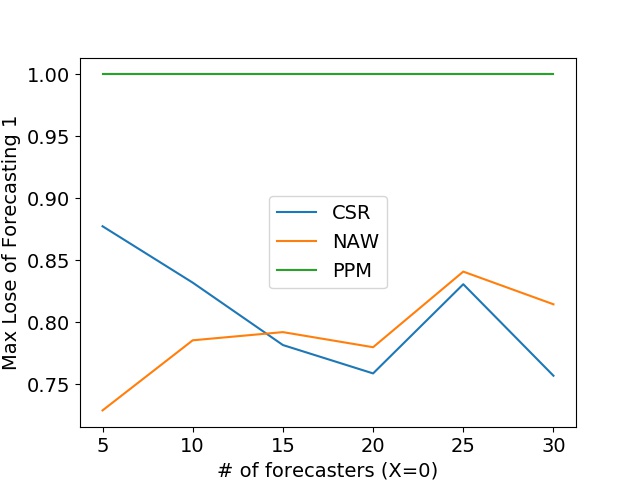 1.00
0.95
0.90
0.85
0.80
0.75
Max Lose of Forecasting 1
CSR
NAW
PPM
5 10 15 20 25 30
# of forecasters (X=0)